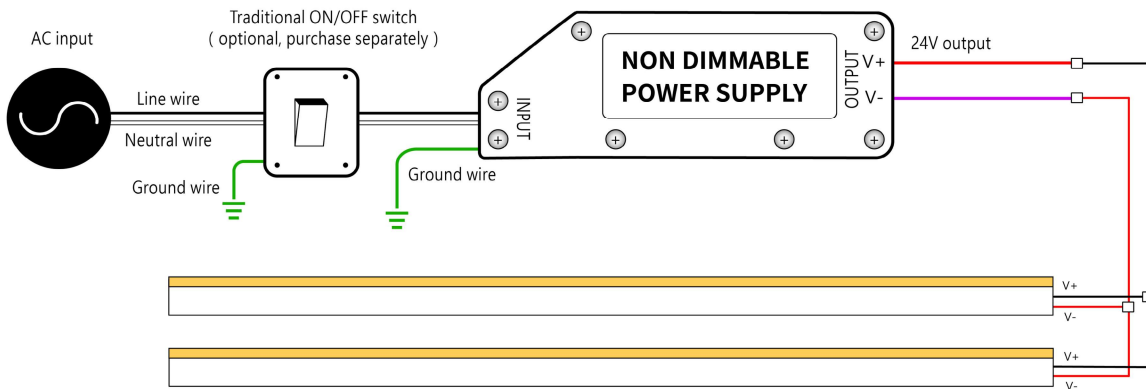 AC input
Traditional ON/OFF switch
( optional, purchase separately )
Line wire
Neutral wire
Ground wire
Ground wire
INPUT
NON DIMMABLE
POWER SUPPLY
OUTPUT
V+
V-
24V output
V+
V-
V+
V-